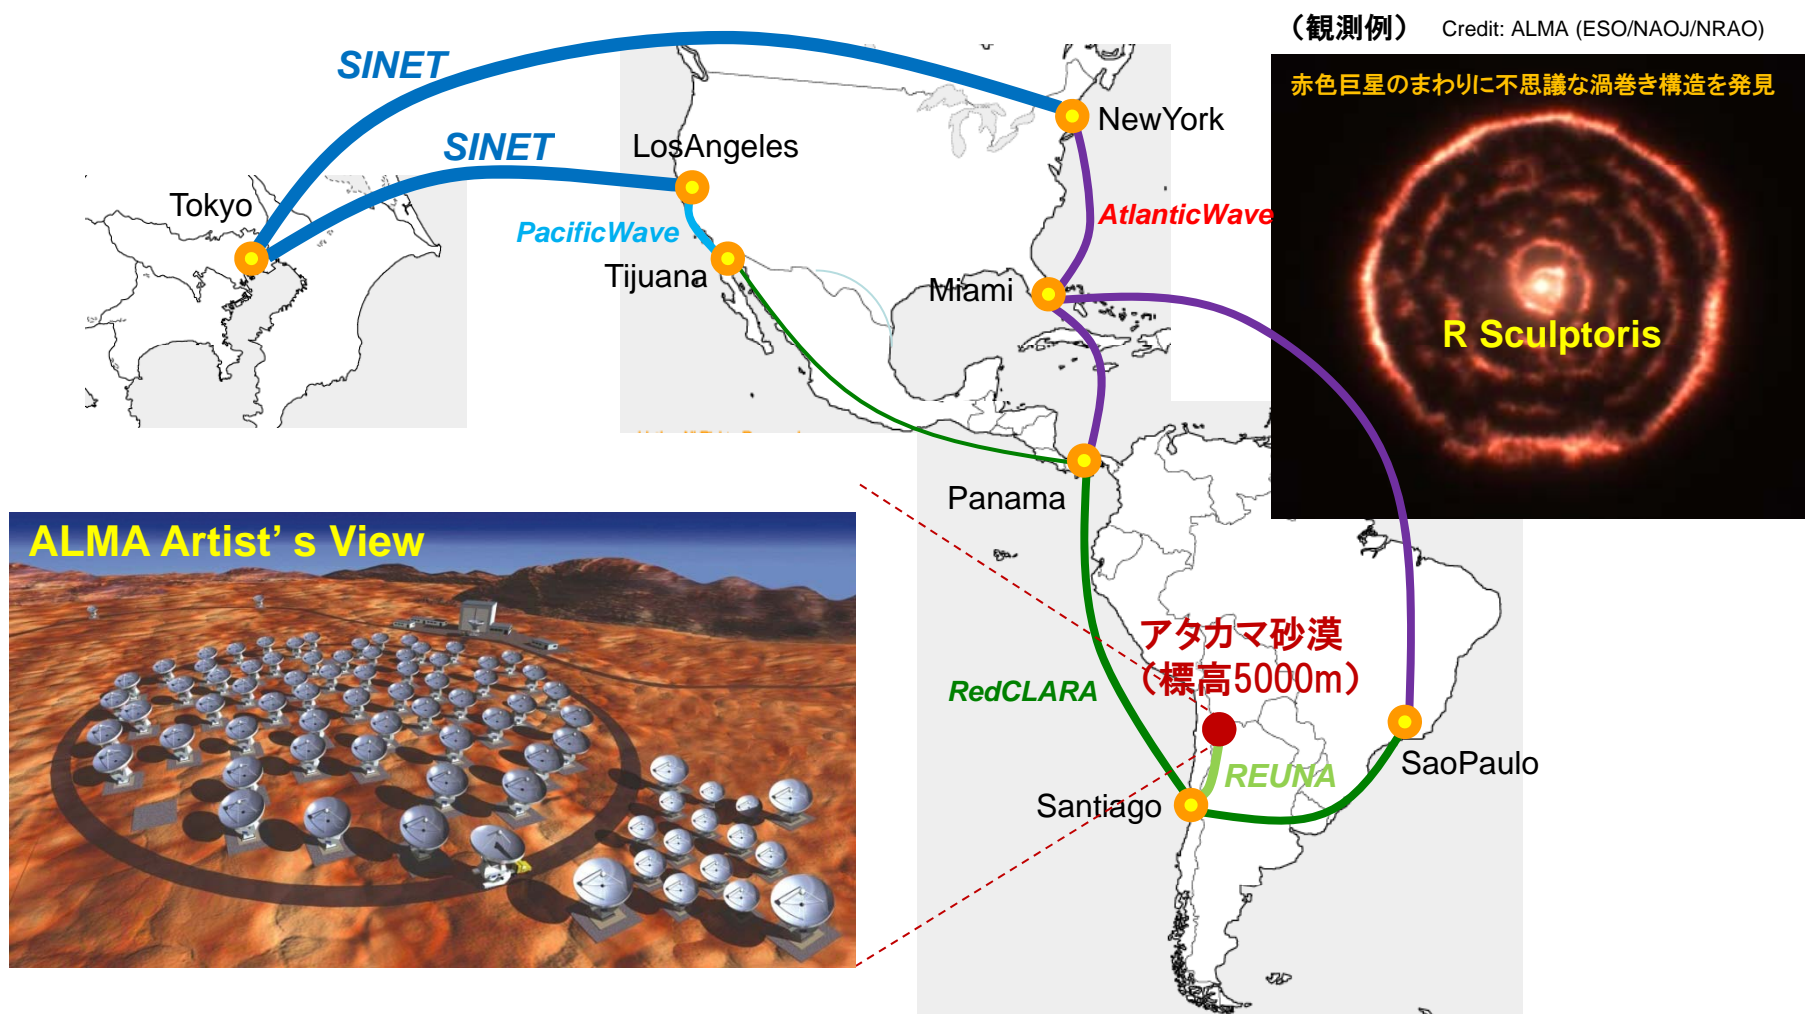 （観測例） Credit: ALMA (ESO/NAOJ/NRAO)
赤色巨星のまわりに不思議な渦巻き構造を発見
R Sculptoris
SINET
SINET
NewYork
LosAngeles
Tokyo
PacificWave
AtlanticWave
Tijuana
Miami
Panama
ALMA Artist’ s View
アタカマ砂漠
（標高5000m）
RedCLARA
REUNA
SaoPaulo
Santiago